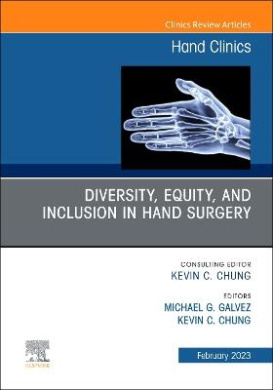 Clinics Review Articles
Hand Clinics
DIVERSITY, EQUITY, AND
INCLUSION IN HAND SURGERY
CONSULTING EDITOR
KEVIN C. CHUNG
EDITORS
MICHAEL G. GALVEZ
KEVIN C. CHUNG
ELSEVIER
February 2023